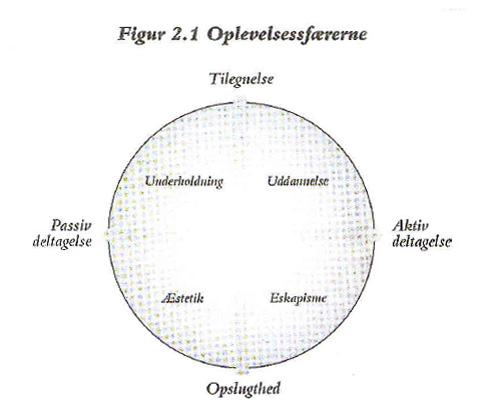 Figur 2.1 Oplevelsessfærerne
Tilegnelse
Underholdning
Uddannelse
Passiv
deltagelse
Aktiv
deltagelse
Æstetik
Eskapisme
Opslugthed